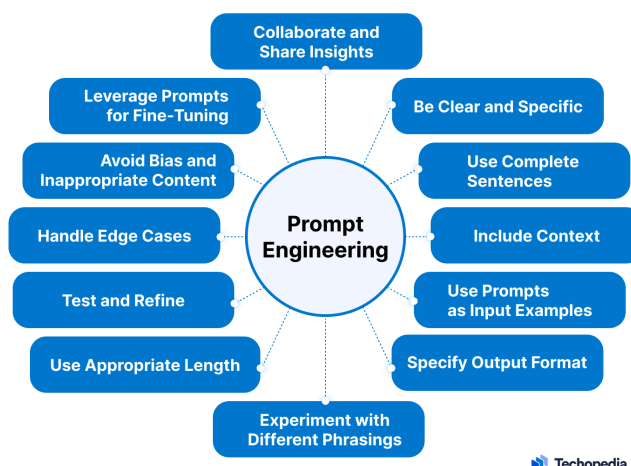 Collaborate and
Share Insights
Leverage Prompts
for Fine-Tuning
Be Clear and Specific
Avoid Bias and
Inappropriate Content
Use Complete
Sentences
Handle Edge Cases
Prompt
Engineering
Include Context
Test and Refine
Use Prompts
as Input Examples
Use Appropriate Length
Specify Output Format
Experiment with
Different Phrasings
Techopedia